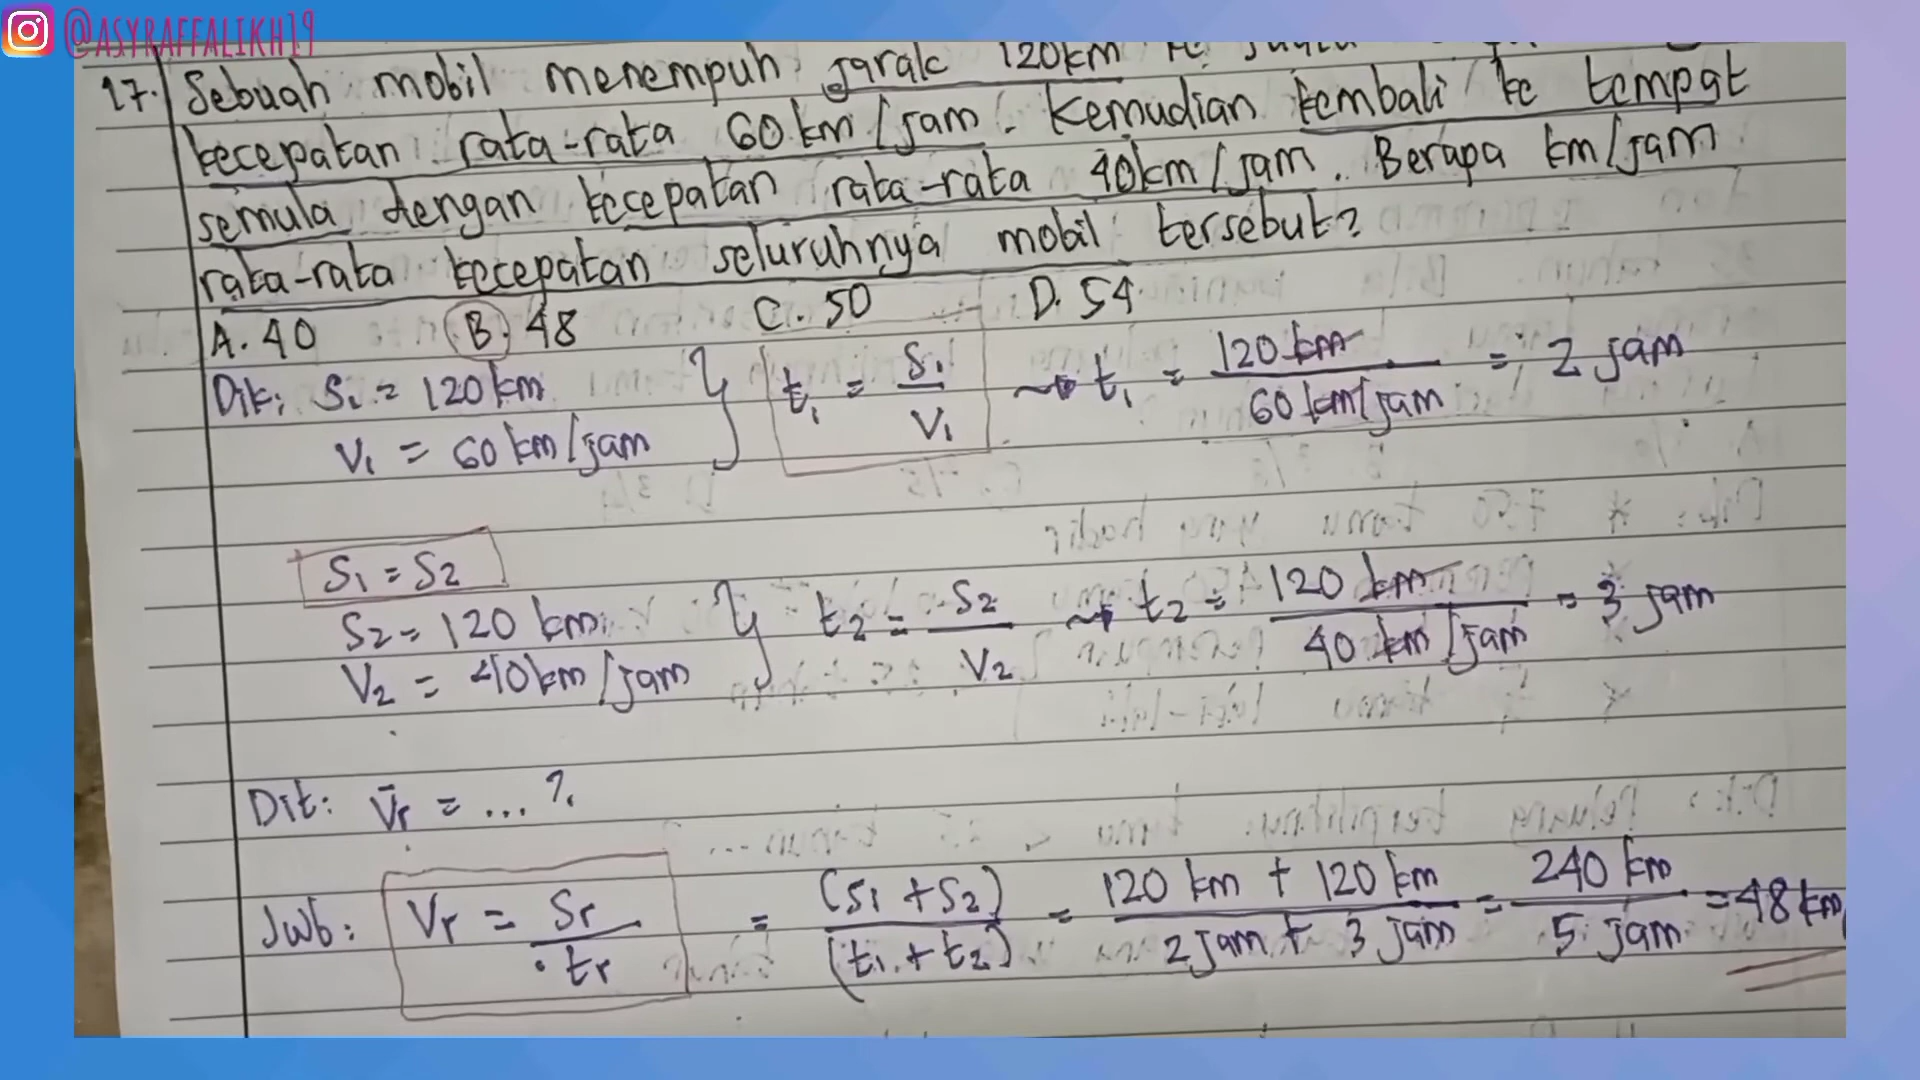 @ASYRAFFALIKH19
17. Sebuah mobil menempuh jarak 120km ke
kecepatan rata-rata 60 km/jam. Kemudian kembali ke tempat
semula dengan kecepatan rata-rata 40km/jam. Berapa km/jam
rata-rata kecepatan seluruhnya mobil tersebut?
A. 40 B. 48 C. 50 D. 54
Dik: S₁ = 120 km } t₁ = S₁/V₁ → t₁ = 120 km / 60 km/jam = 2 jam
V₁ = 60 km/jam
S₁ = S₂
S₂ = 120 km } t₂ = S₂/V₂ → t₂ = 120 km / 40 km/jam = 3 jam
V₂ = 40 km/jam
Dit: V̄r = ... ?
Jwb: Vr = Sr/tr = (S₁ + S₂)/(t₁ + t₂) = 120 km + 120 km / 2 jam + 3 jam = 240 km / 5 jam = 48 km/